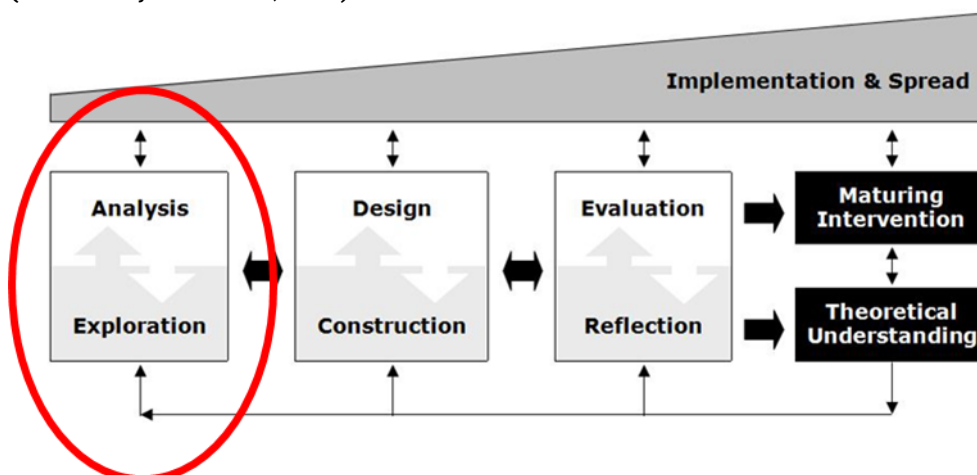 Implementation & Spread
Analysis
Exploration
Design
Construction
Evaluation
Reflection
Maturing
Intervention
Theoretical
Understanding